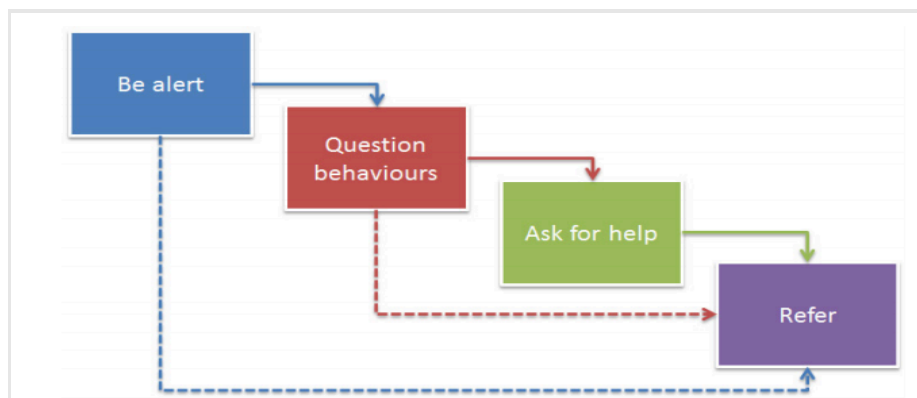 Be alert
Question
behaviours
Ask for help
Refer